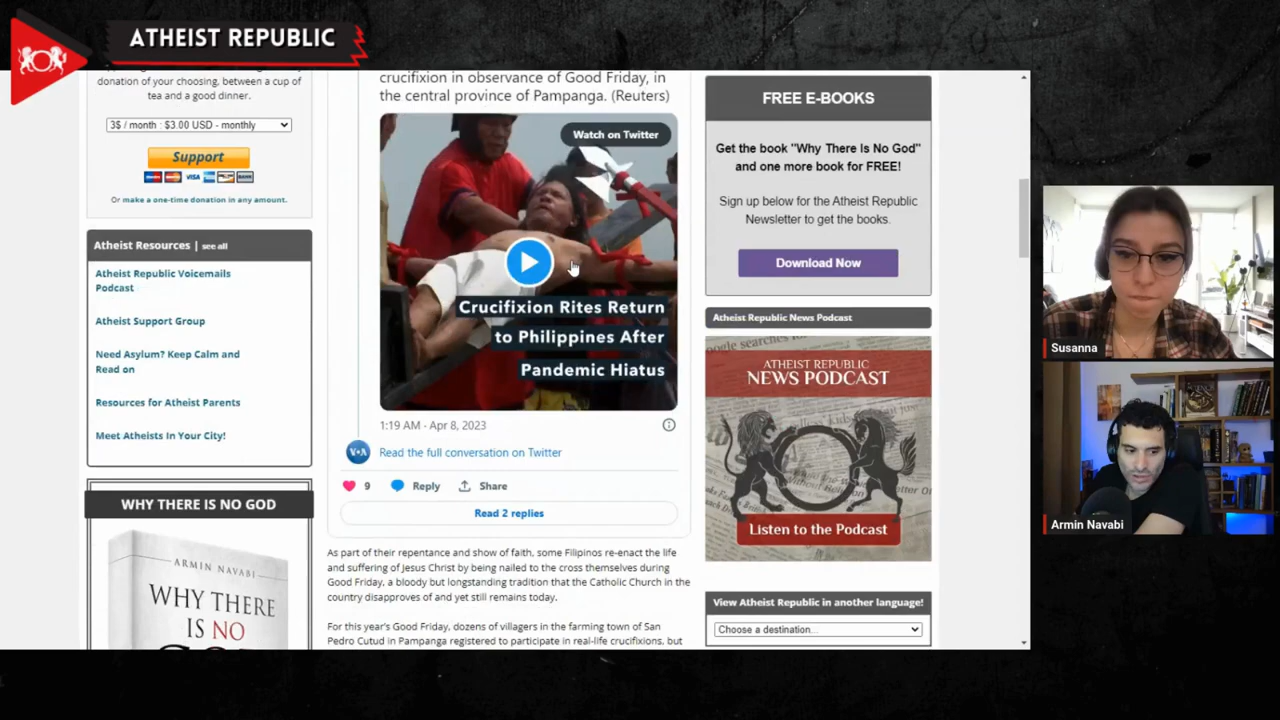 ATHEIST REPUBLIC
donation of your choosing, between a cup of
tea and a good dinner.
3$ / month : $3.00 USD - monthly
Support
VISA
Or make a one-time donation in any amount.
Atheist Resources | see all
Atheist Republic Voicemails
Podcast
Atheist Support Group
Need Asylum? Keep Calm and
Read on
Resources for Atheist Parents
Meet Atheists In Your City!
WHY THERE IS NO GOD
ARMIN NAVABI
WHY THERE
IS NO
crucifixion in observance of Good Friday, in
the central province of Pampanga. (Reuters)
Watch on Twitter
Crucifixion Rites Return
to Philippines After
Pandemic Hiatus
1:19 AM - Apr 8, 2023
VOA
Read the full conversation on Twitter
9
Reply
Share
Read 2 replies
As part of their repentance and show of faith, some Filipinos re-enact the life
and suffering of Jesus Christ by being nailed to the cross themselves during
Good Friday, a bloody but longstanding tradition that the Catholic Church in the
country disapproves of and yet still remains today.
For this year's Good Friday, dozens of villagers in the farming town of San
Pedro Cutud in Pampanga registered to participate in real-life crucifixions, but
FREE E-BOOKS
Get the book "Why There Is No God"
and one more book for FREE!
Sign up below for the Atheist Republic
Newsletter to get the books.
Download Now
Atheist Republic News Podcast
ATHEIST REPUBLIC
NEWS PODCAST
Listen to the Podcast
View Atheist Republic in another language!
Choose a destination...
Susanna
Armin Navabi